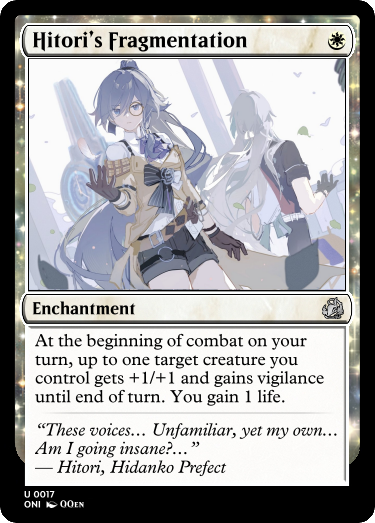 Hitori's Fragmentation
Enchantment
At the beginning of combat on your
turn, up to one target creature you
control gets +1/+1 and gains vigilance
until end of turn. You gain 1 life.
“These voices… Unfamiliar, yet my own…
Am I going insane?…”
— Hitori, Hidanko Prefect
U 0017
ONI OOEN